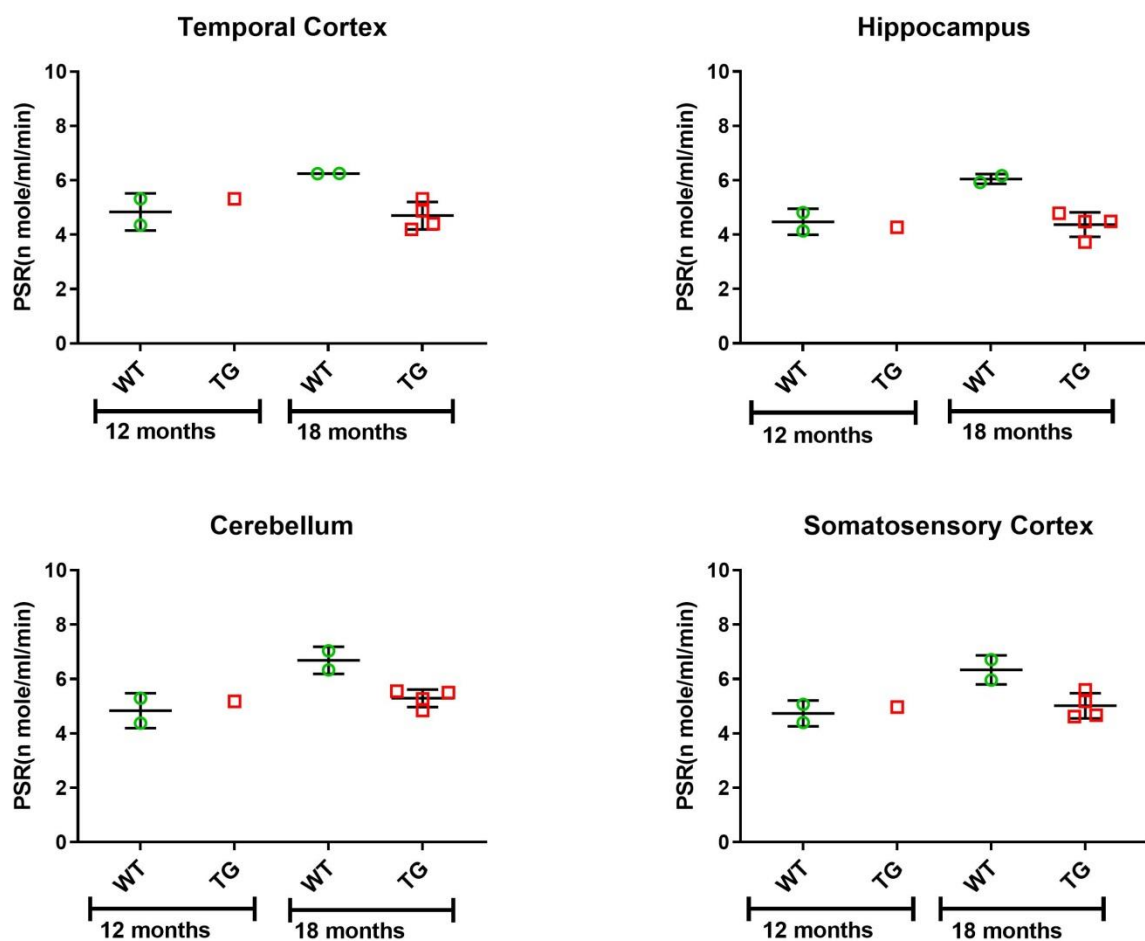 Temporal Cortex
PSR(n mole/ml/min)
10
8
6
4
2
0
WT
TG
WT
TG
12 months
18 months
Hippocampus
PSR(n mole/ml/min)
10
8
6
4
2
0
WT
TG
WT
TG
12 months
18 months
Cerebellum
PSR(n mole/ml/min)
10
8
6
4
2
0
WT
TG
WT
TG
12 months
18 months
Somatosensory Cortex
PSR(n mole/ml/min)
10
8
6
4
2
0
WT
TG
WT
TG
12 months
18 months